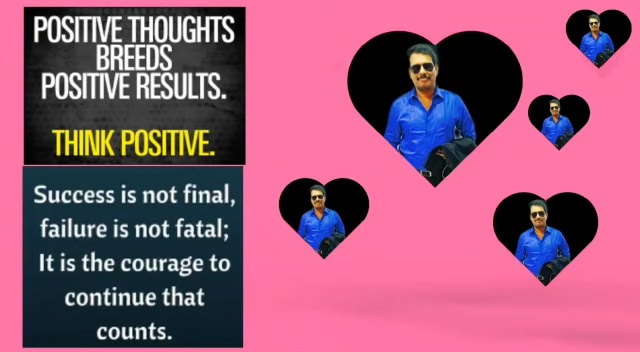 POSITIVE THOUGHTS
BREEDS
POSITIVE RESULTS.
THINK POSITIVE.
Success is not final,
failure is not fatal;
It is the courage to
continue that
counts.